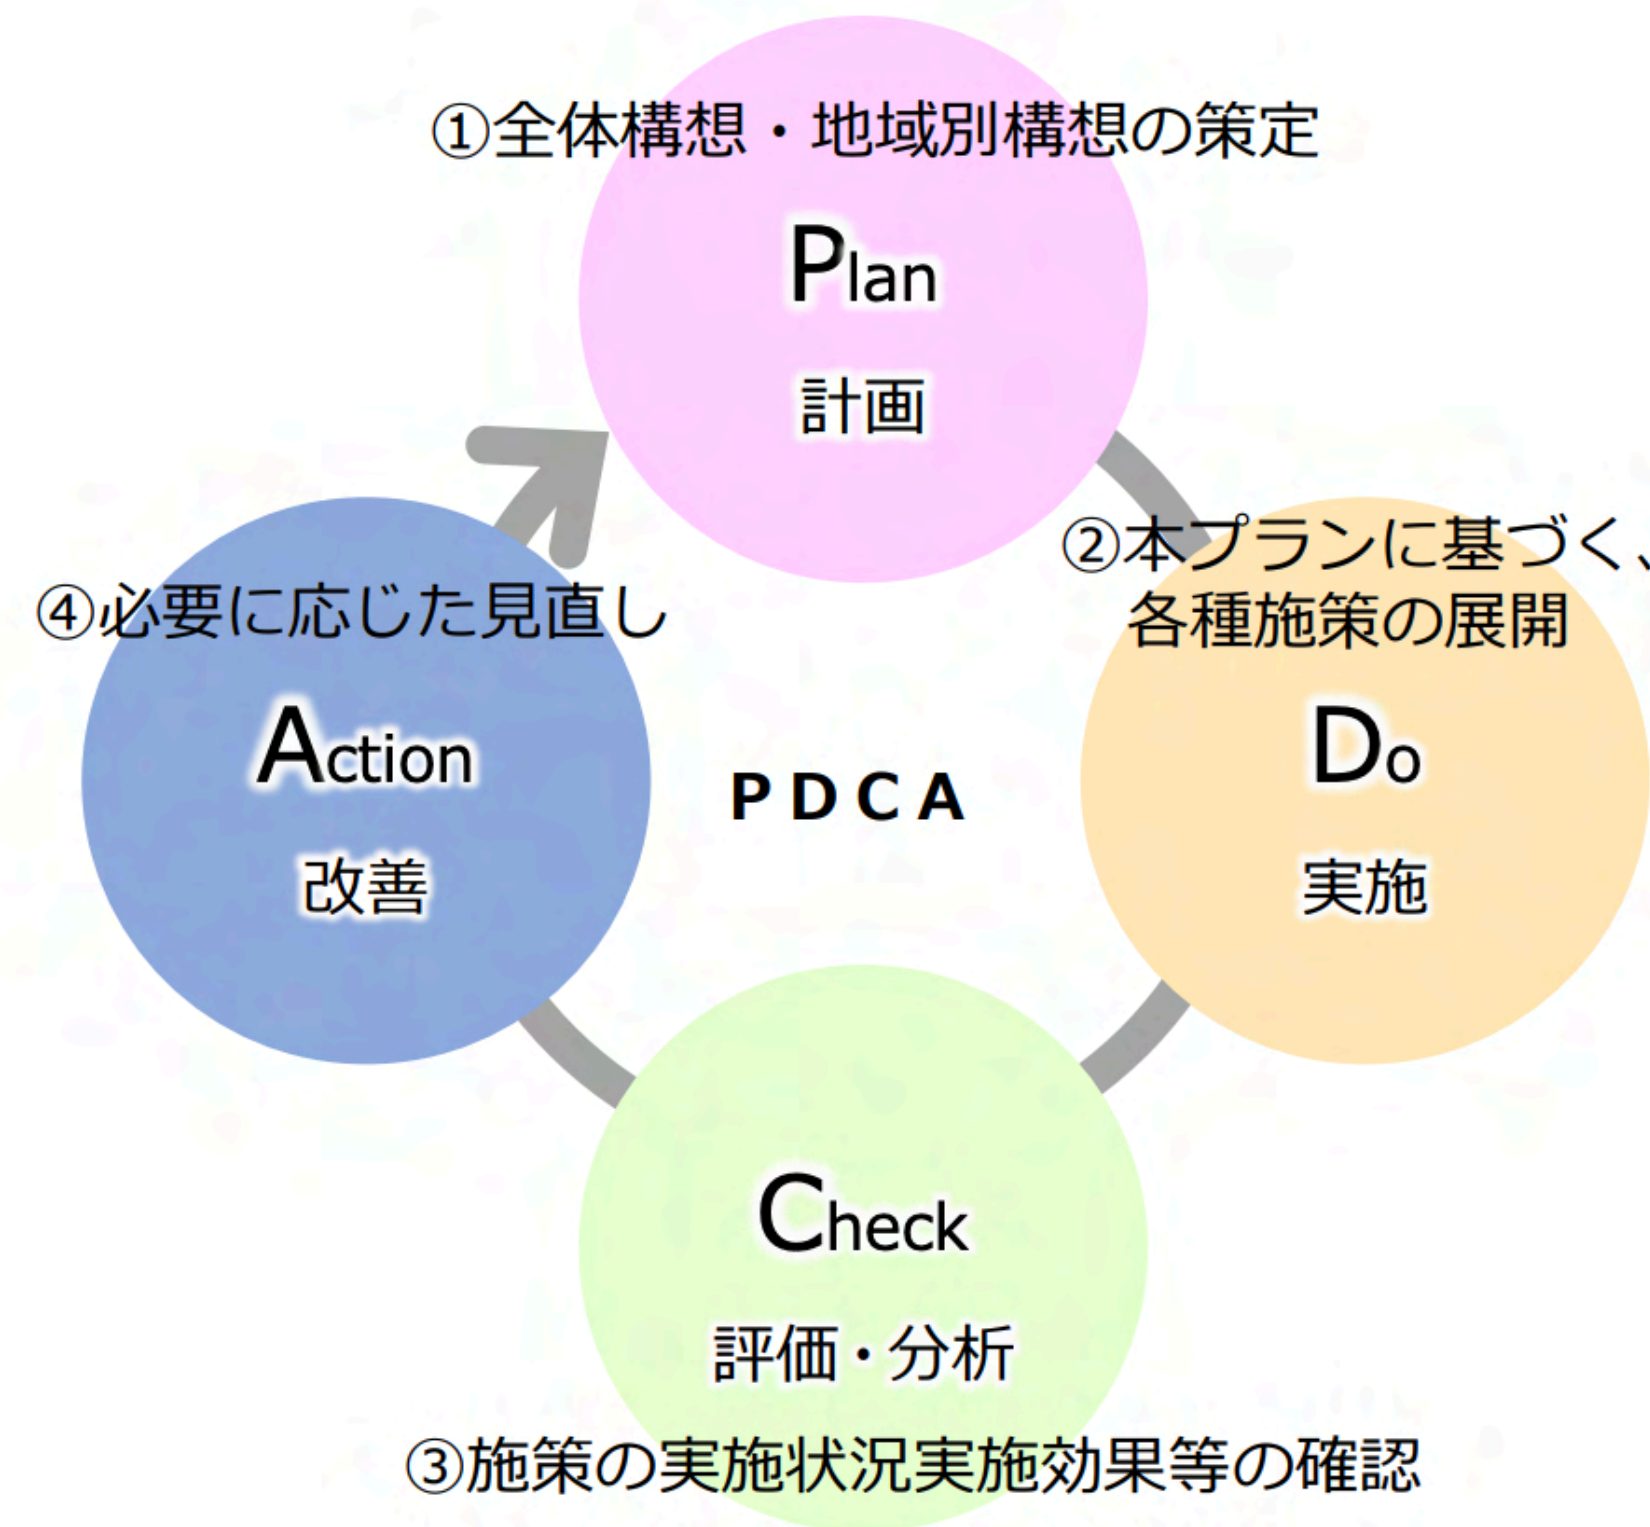 ①全体構想・地域別構想の策定
Plan
計画
②本プランに基づく、
各種施策の展開
Do
実施
PDCA
④必要に応じた見直し
Action
改善
Check
評価・分析
③施策の実施状況実施効果等の確認